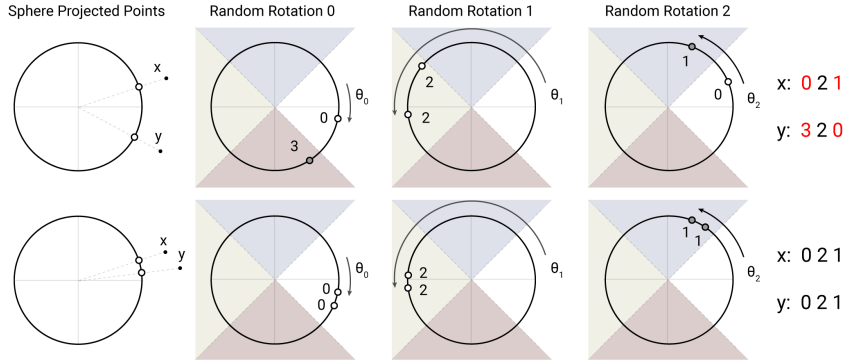 Sphere Projected Points
Random Rotation 0
Random Rotation 1
Random Rotation 2
x
y
0
3
θ0
2
2
θ1
1
0
θ2
x: 0 2 1
y: 3 2 0
x
y
0
0
θ0
2
2
θ1
1
1
θ2
x: 0 2 1
y: 0 2 1